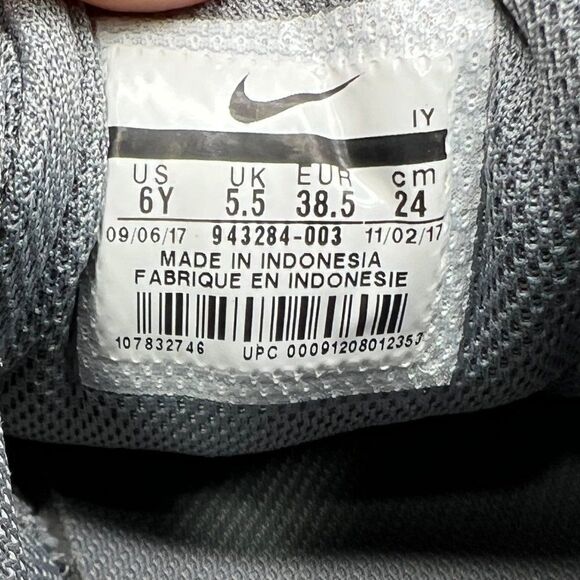 IY
US UK EUR cm
6Y 5.5 38.5 24
09/06/17 943284-003 11/02/17
MADE IN INDONESIA
FABRIQUE EN INDONESIE
107832746 UPC 00091208012353